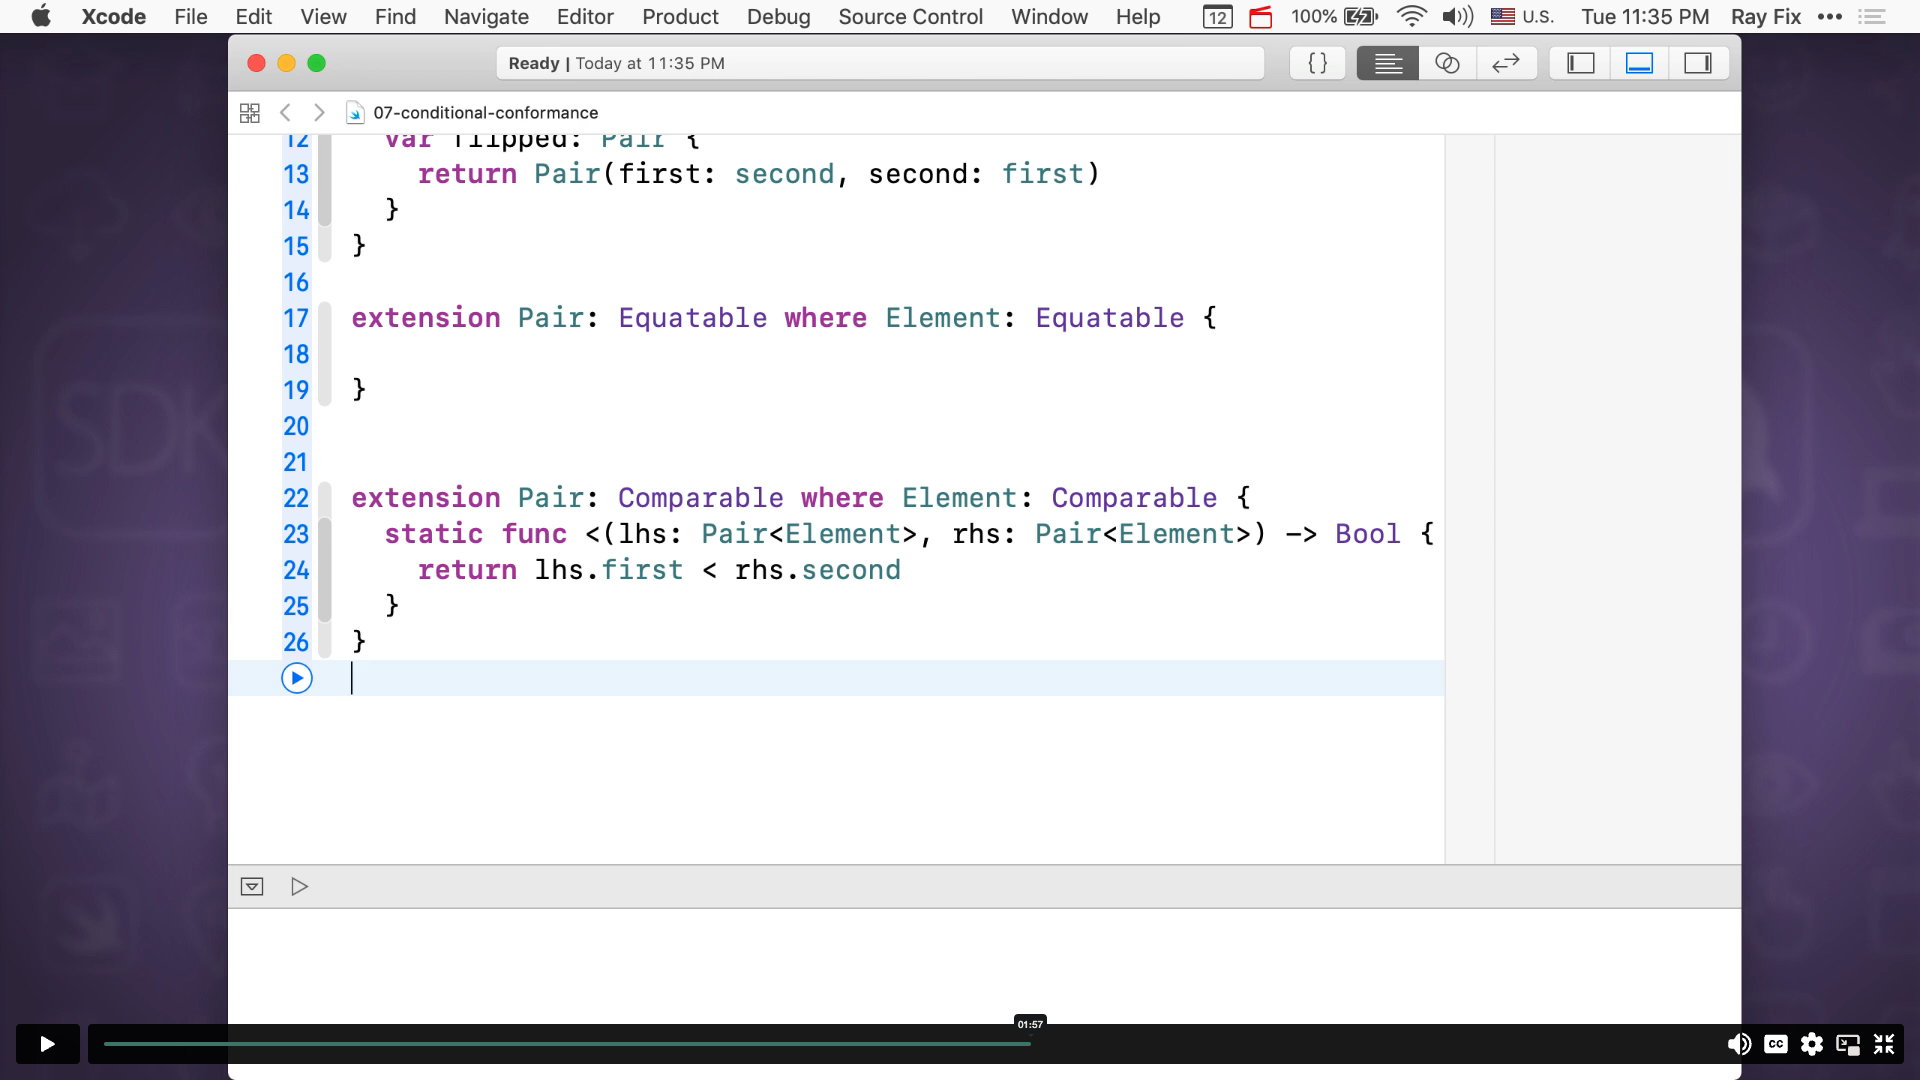 Xcode File Edit View Find Navigate Editor Product Debug Source Control Window Help 12 100% U.S. Tue 11:35 PM Ray Fix
Ready | Today at 11:35 PM
07-conditional-conformance
12 var flipped: Pair {
13 return Pair(first: second, second: first)
14 }
15 }
16
17 extension Pair: Equatable where Element: Equatable {
18
19 }
20
21
22 extension Pair: Comparable where Element: Comparable {
23 static func <(lhs: Pair<Element>, rhs: Pair<Element>) -> Bool {
24 return lhs.first < rhs.second
25 }
26 }
SDK
01:57
CC